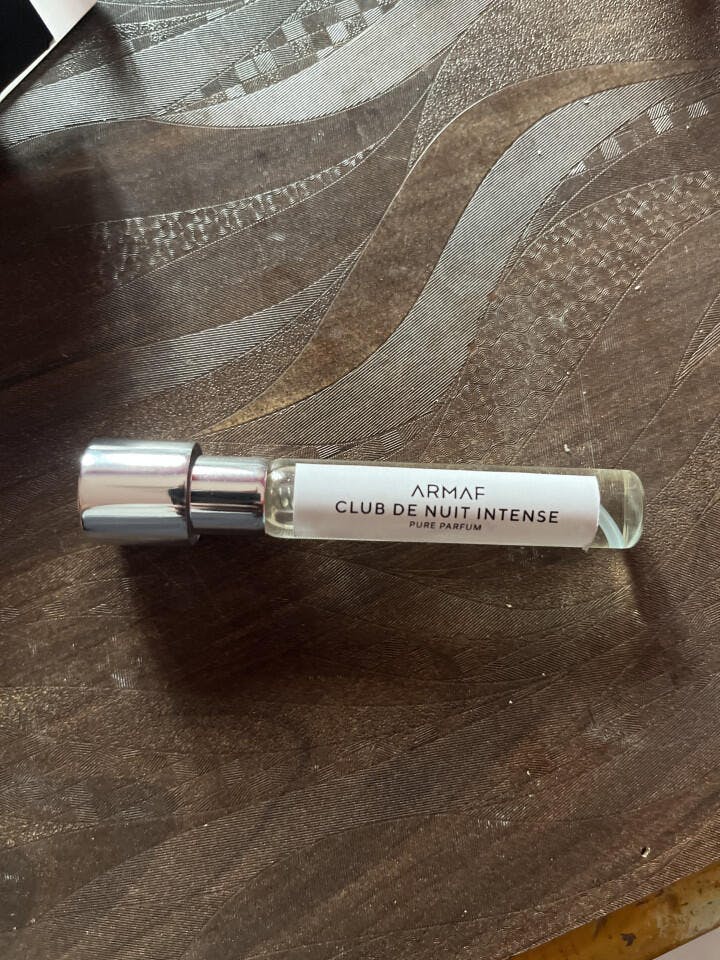 ARMAF
CLUB DE NUIT INTENSE
PURE PARFUM